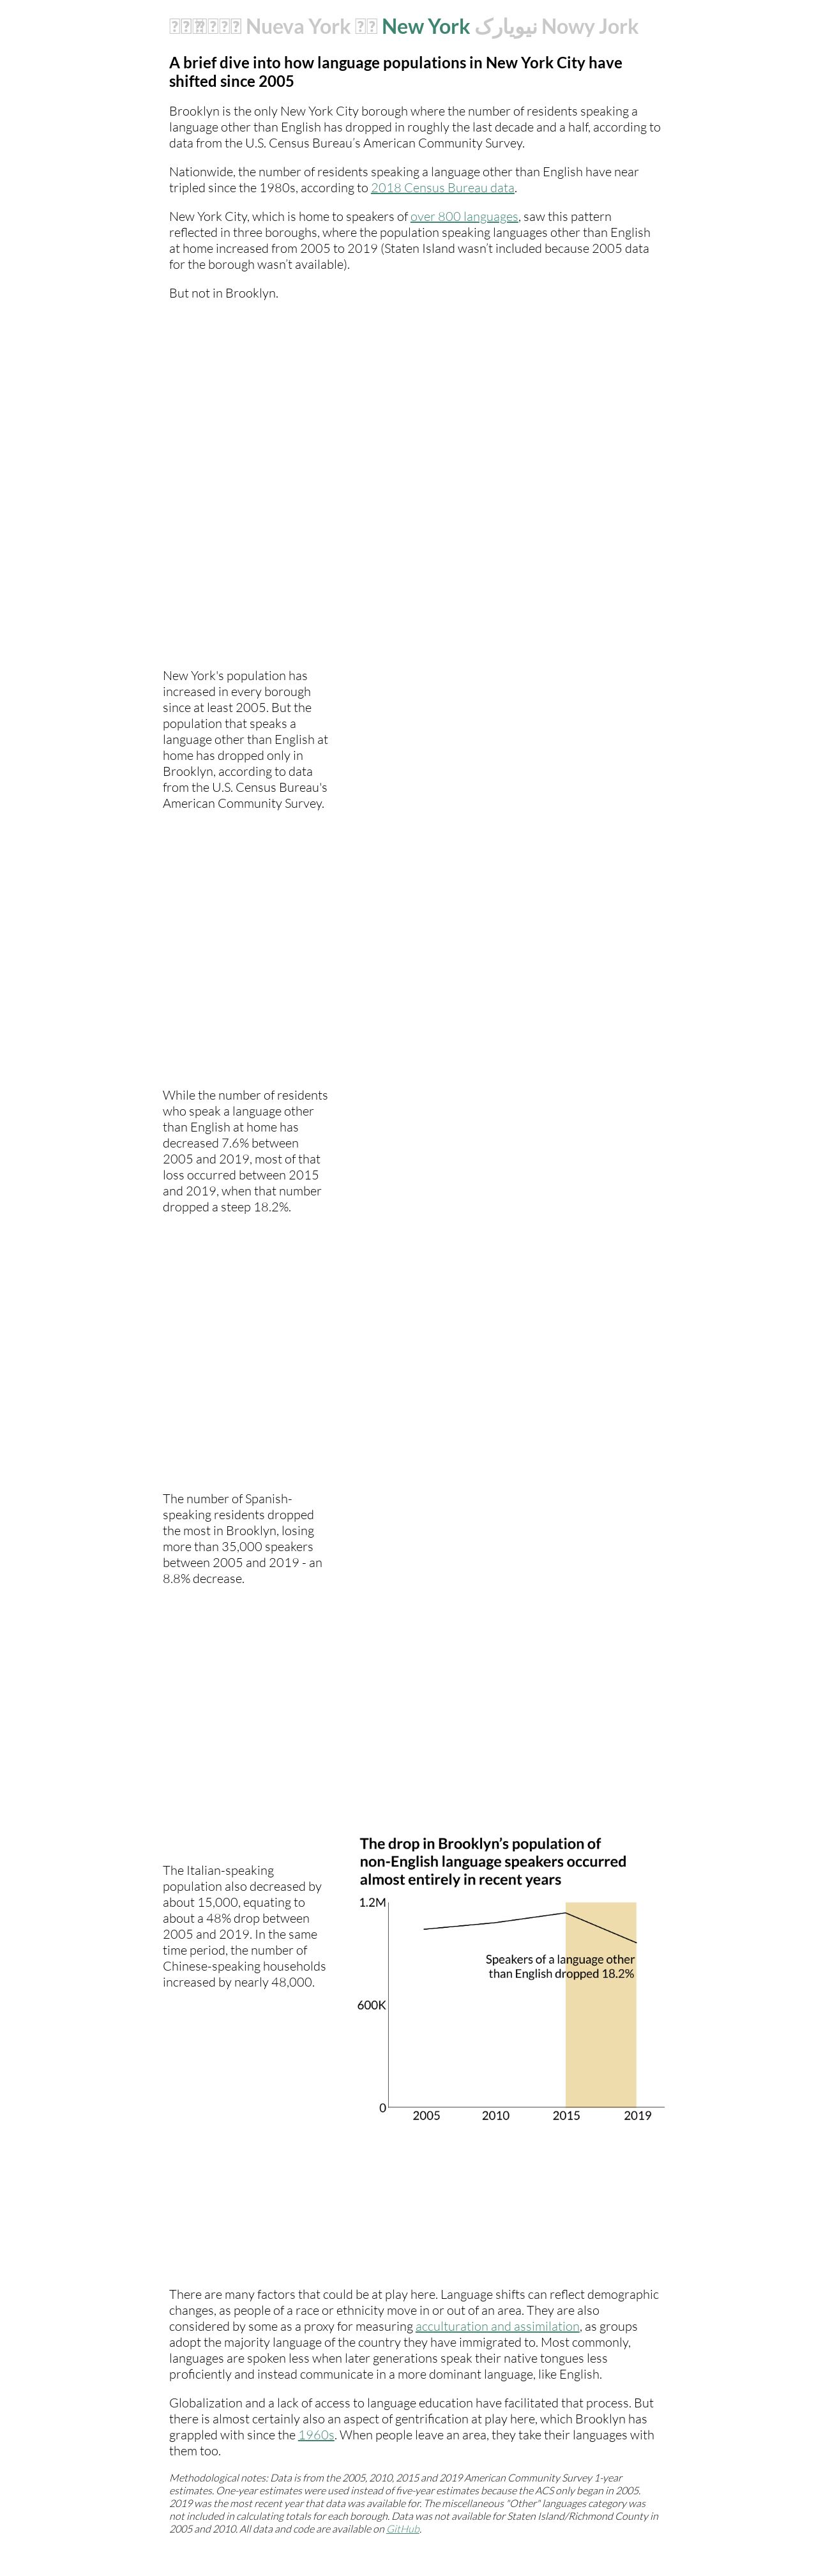 Nueva York New York نیویارک Nowy Jork
A brief dive into how language populations in New York City have
shifted since 2005
Brooklyn is the only New York City borough where the number of residents speaking a
language other than English has dropped in roughly the last decade and a half, according to
data from the U.S. Census Bureau’s American Community Survey.
Nationwide, the number of residents speaking a language other than English have near
tripled since the 1980s, according to 2018 Census Bureau data.
New York City, which is home to speakers of over 800 languages, saw this pattern
reflected in three boroughs, where the population speaking languages other than English
at home increased from 2005 to 2019 (Staten Island wasn’t included because 2005 data
for the borough wasn’t available).
But not in Brooklyn.
New York's population has
increased in every borough
since at least 2005. But the
population that speaks a
language other than English at
home has dropped only in
Brooklyn, according to data
from the U.S. Census Bureau's
American Community Survey.
While the number of residents
who speak a language other
than English at home has
decreased 7.6% between
2005 and 2019, most of that
loss occurred between 2015
and 2019, when that number
dropped a steep 18.2%.
The number of Spanish-
speaking residents dropped
the most in Brooklyn, losing
more than 35,000 speakers
between 2005 and 2019 - an
8.8% decrease.
The Italian-speaking
population also decreased by
about 15,000, equating to
about a 48% drop between
2005 and 2019. In the same
time period, the number of
Chinese-speaking households
increased by nearly 48,000.
The drop in Brooklyn’s population of
non-English language speakers occurred
almost entirely in recent years
1.2M
Speakers of a language other
than English dropped 18.2%
600K
0
2005 2010 2015 2019
There are many factors that could be at play here. Language shifts can reflect demographic
changes, as people of a race or ethnicity move in or out of an area. They are also
considered by some as a proxy for measuring acculturation and assimilation, as groups
adopt the majority language of the country they have immigrated to. Most commonly,
languages are spoken less when later generations speak their native tongues less
proficiently and instead communicate in a more dominant language, like English.
Globalization and a lack of access to language education have facilitated that process. But
there is almost certainly also an aspect of gentrification at play here, which Brooklyn has
grappled with since the 1960s. When people leave an area, they take their languages with
them too.
Methodological notes: Data is from the 2005, 2010, 2015 and 2019 American Community Survey 1-year
estimates. One-year estimates were used instead of five-year estimates because the ACS only began in 2005.
2019 was the most recent year that data was available for. The miscellaneous "Other" languages category was
not included in calculating totals for each borough. Data was not available for Staten Island/Richmond County in
2005 and 2010. All data and code are available on GitHub.